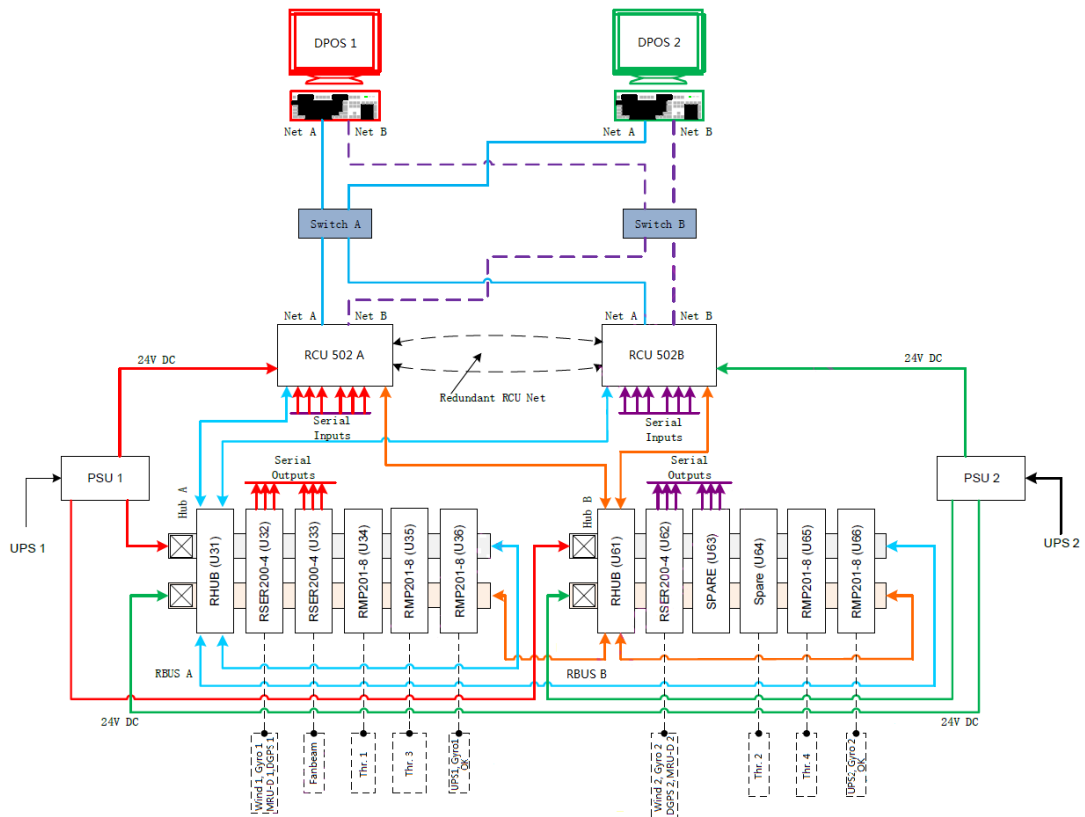 DPOS 1
DPOS 2
Net A
Net B
Net A
Net B
Switch A
Switch B
Net A
Net B
Net A
Net B
RCU 502 A
RCU 502B
24V DC
24V DC
Redundant RCU Net
Serial
Inputs
Serial
Inputs
Serial
Outputs
Serial
Outputs
PSU 1
PSU 2
UPS 1
UPS 2
Hub A
Hub B
RHUB (U31)
RSER200-4 (U32)
RSER200-4 (U33)
RMP201-8 (U34)
RMP201-8 (U35)
RMP201-8 (U36)
RHUB (U61)
RSER200-4 (U62)
SPARE (U63)
Spare (U64)
RMP201-8 (U65)
RMP201-8 (U66)
RBUS A
RBUS B
24V DC
24V DC
Wind 1, Gyro 1
MRU-D 1,DGPS 1
Fanbeam
Thr. 1
Thr. 3
UPS1, Gyro1
OK
Wind 2, Gyro 2
DGPS 2, MRU-D 2
Thr. 2
Thr. 4
UPS2, Gyro 2
OK